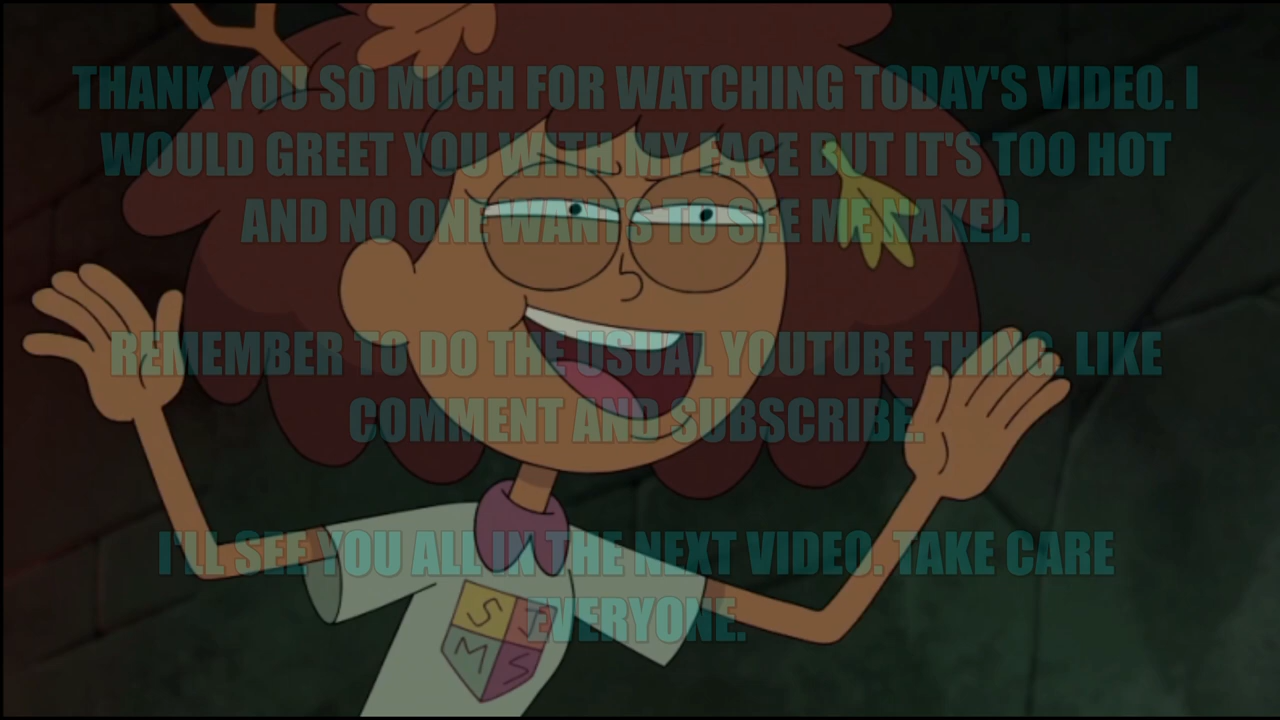 THANK YOU SO MUCH FOR WATCHING TODAY'S VIDEO. I
WOULD GREET YOU WITH MY FACE BUT IT'S TOO HOT
AND NO ONE WANTS TO SEE ME NAKED.
REMEMBER TO DO THE USUAL YOUTUBE THING. LIKE
COMMENT AND SUBSCRIBE.
I'LL SEE YOU ALL IN THE NEXT VIDEO. TAKE CARE
EVERYONE.
S J
M S